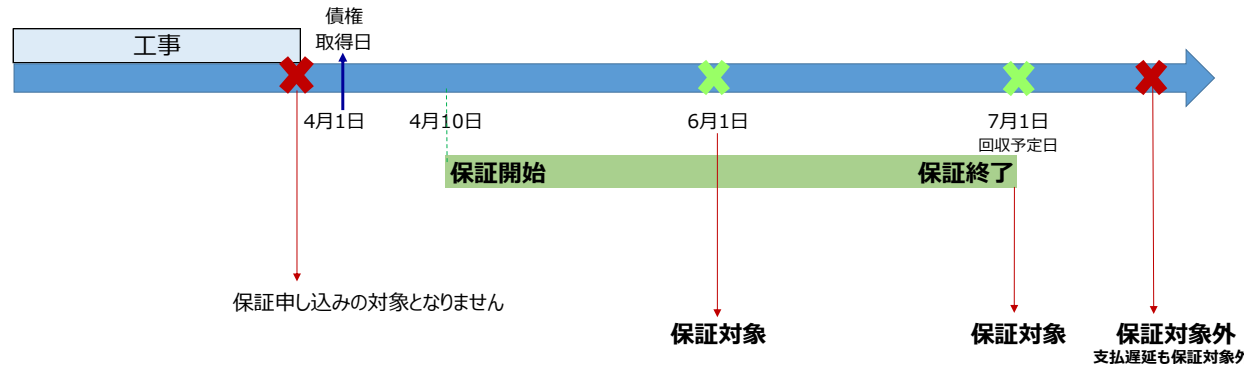 債権
取得日
工事
4月1日
4月10日
6月1日
7月1日
回収予定日
保証開始
保証終了
保証申し込みの対象となりません
保証対象
保証対象
保証対象外
支払遅延も保証対象外